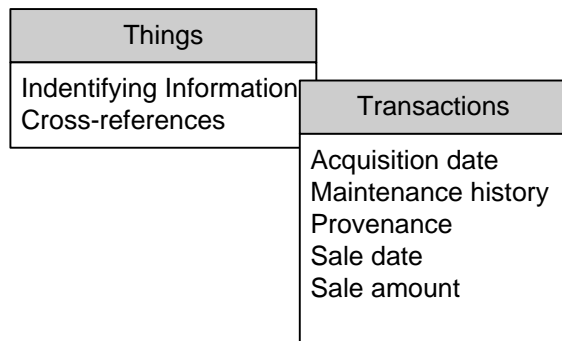 Things
Indentifying Information
Cross-references
Transactions
Acquisition date
Maintenance history
Provenance
Sale date
Sale amount